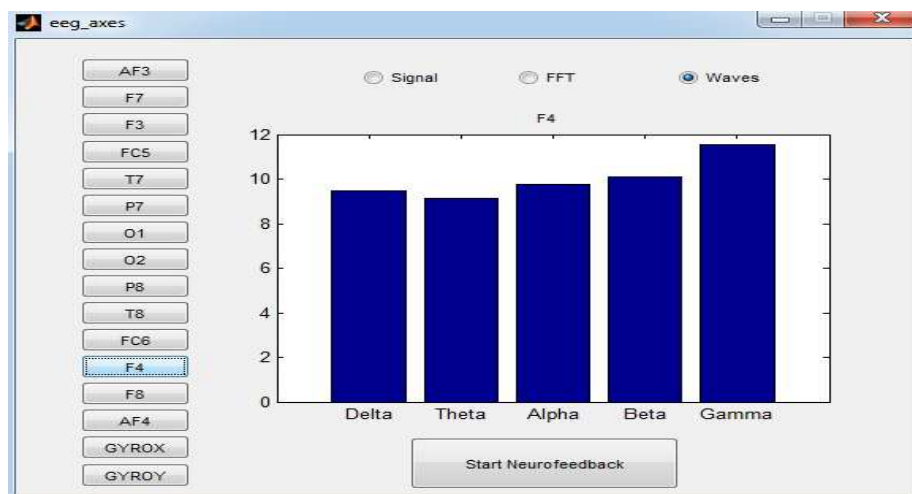 eeg_axes
AF3
F7
F3
FC5
T7
P7
O1
O2
P8
T8
FC6
F4
F8
AF4
GYROX
GYROY
Signal FFT Waves
F4
12
10
8
6
4
2
0
Delta Theta Alpha Beta Gamma
Start Neurofeedback